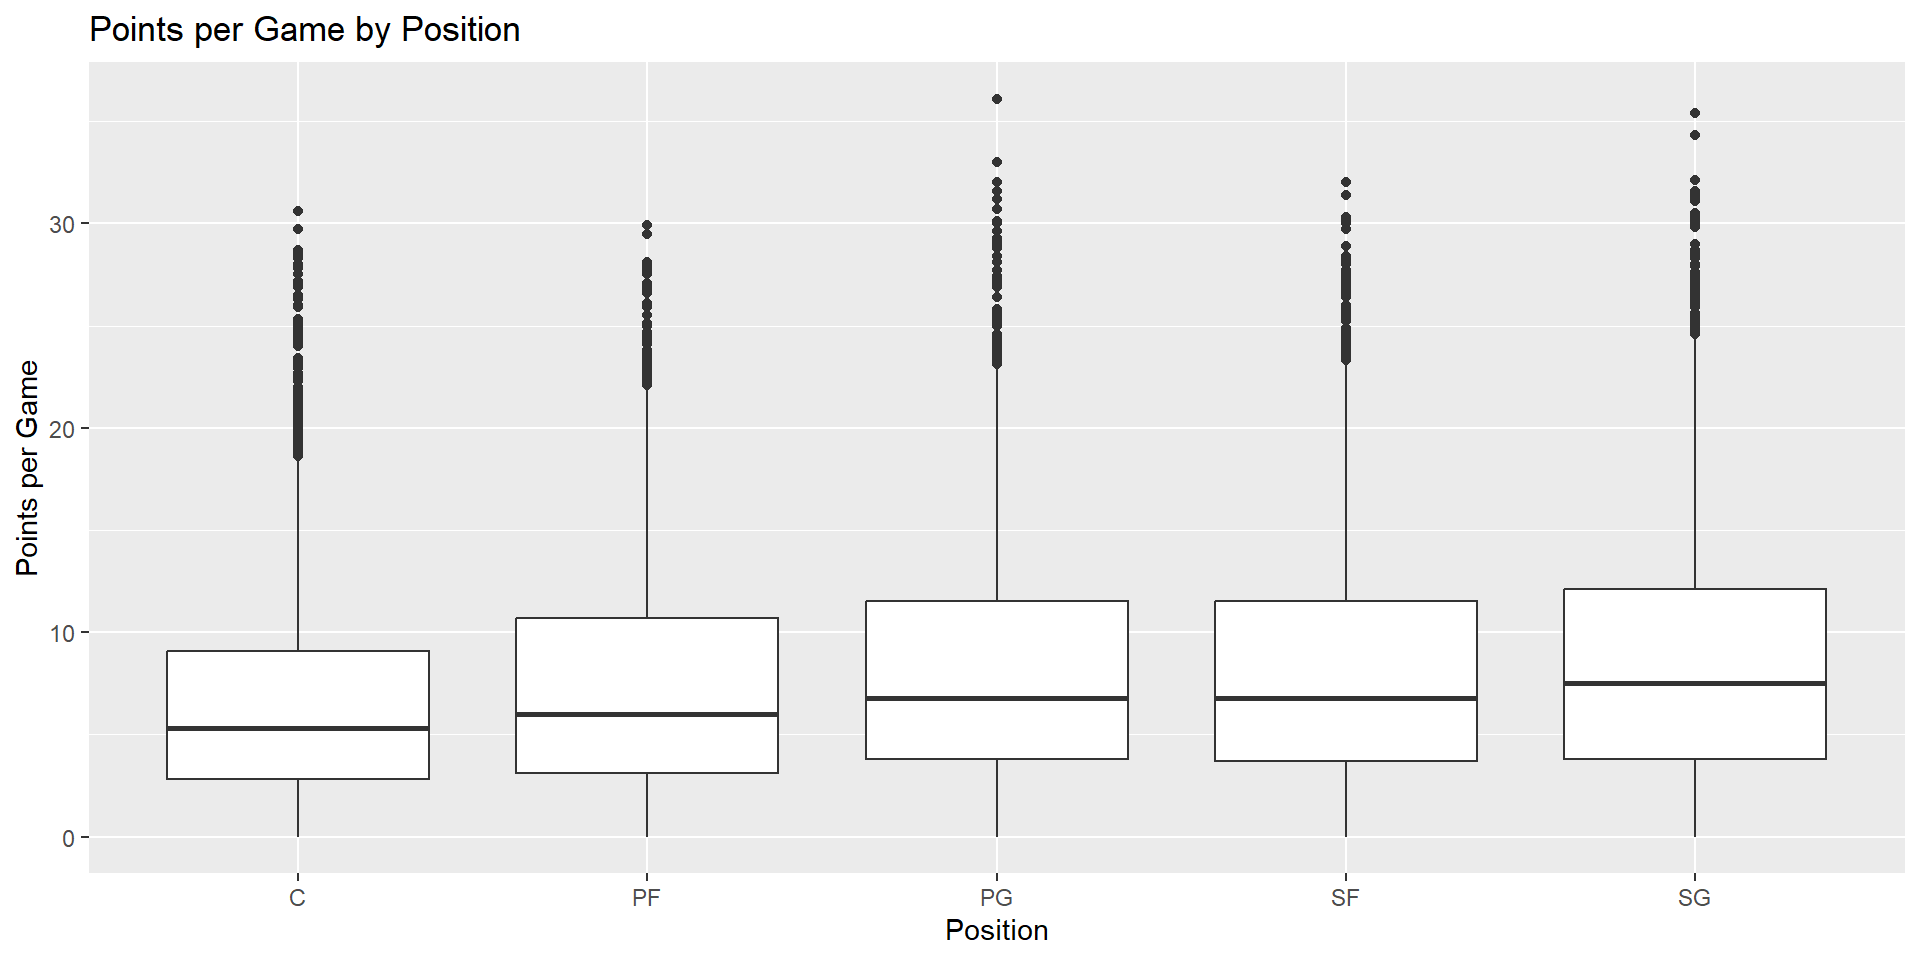 Points per Game by Position
Points per Game
30
20
10
0
C
PF
PG
SF
SG
Position